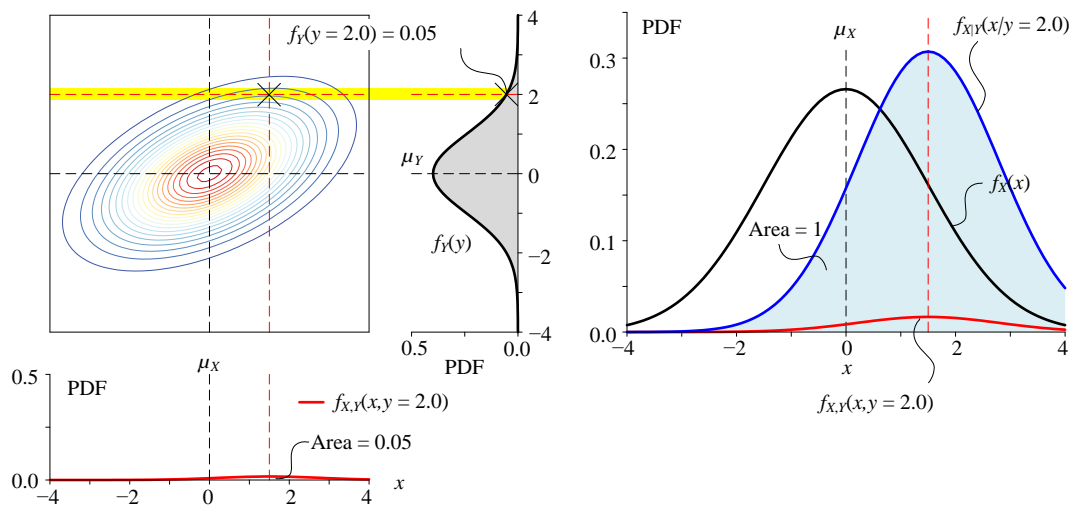 f_Y(y = 2.0) = 0.05
4
2
μ_Y
0
f_Y(y)
−2
−4
0.5
0.0
PDF
μ_X
0.5
PDF
f_{X,Y}(x,y = 2.0)
Area = 0.05
0.0
−4
−2
0
2
4
x
PDF
μ_X
f_{X|Y}(x/y = 2.0)
0.3
0.2
f_X(x)
Area = 1
0.1
0.0
−4
−2
0
2
4
x
f_{X,Y}(x,y = 2.0)